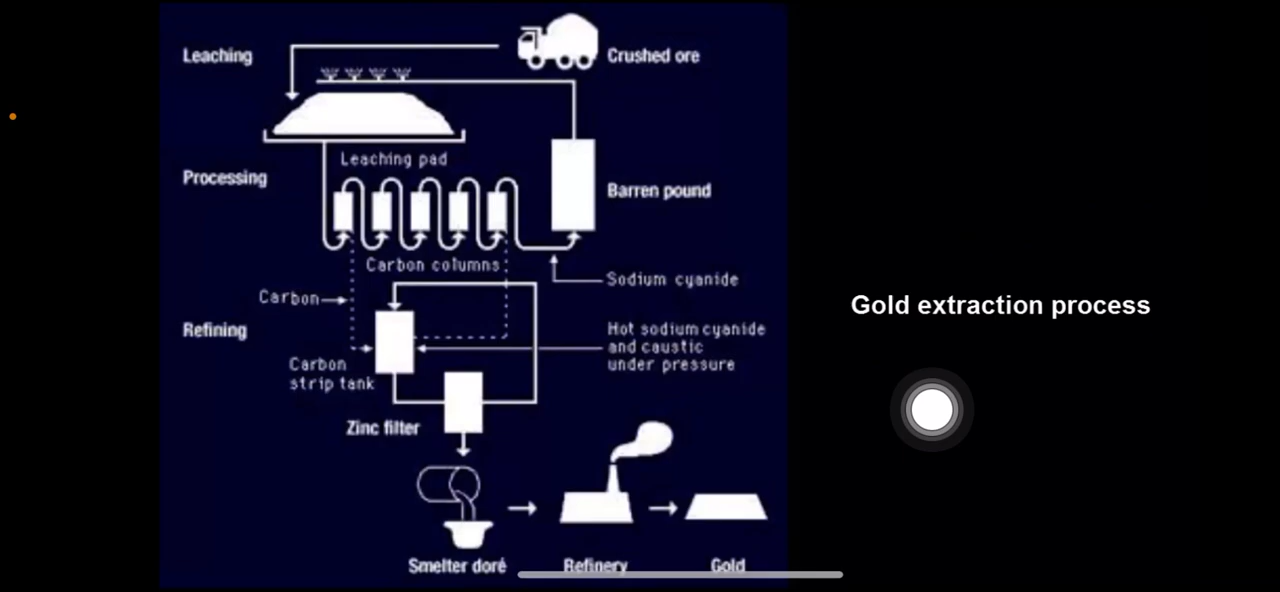 Leaching
Crushed ore
Leaching pad
Processing
Barren pound
Carbon columns
Sodium cyanide
Carbon
Refining
Hot sodium cyanide
and caustic
under pressure
Carbon
strip tank
Zinc filter
Smelter doré
Refinery
Gold
Gold extraction process